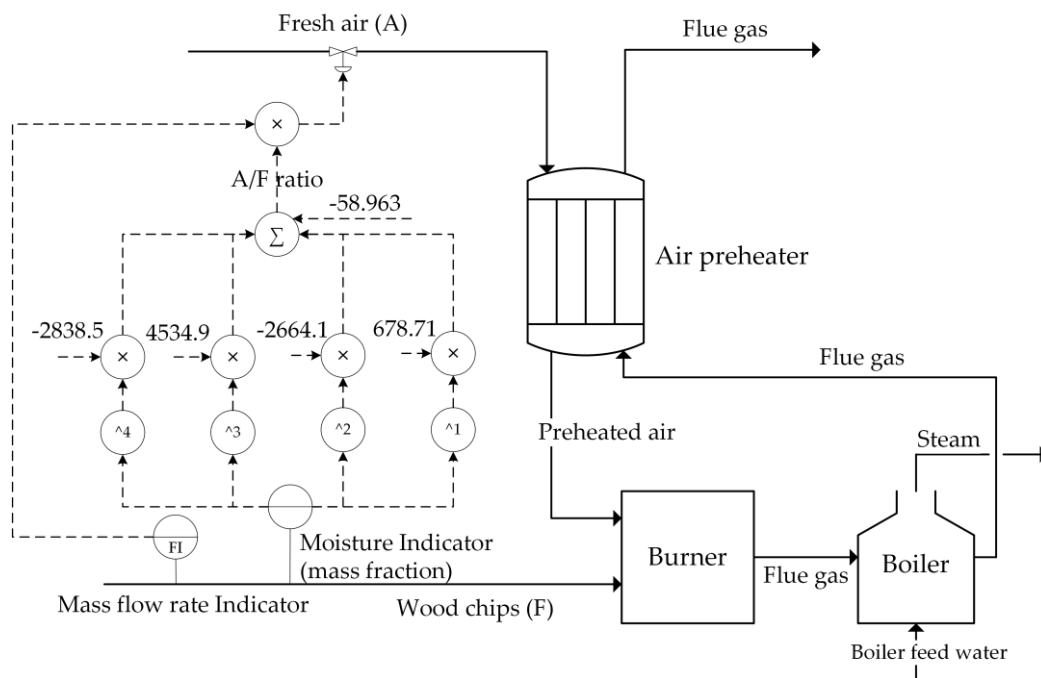 Fresh air (A)
Flue gas
×
A/F ratio
-58.963
Σ
Air preheater
-2838.5
4534.9
-2664.1
678.71
×
×
×
×
Flue gas
^4
^3
^2
^1
Preheated air
Steam
FI
Moisture Indicator
(mass fraction)
Burner
Boiler
Flue gas
Mass flow rate Indicator
Wood chips (F)
Boiler feed water